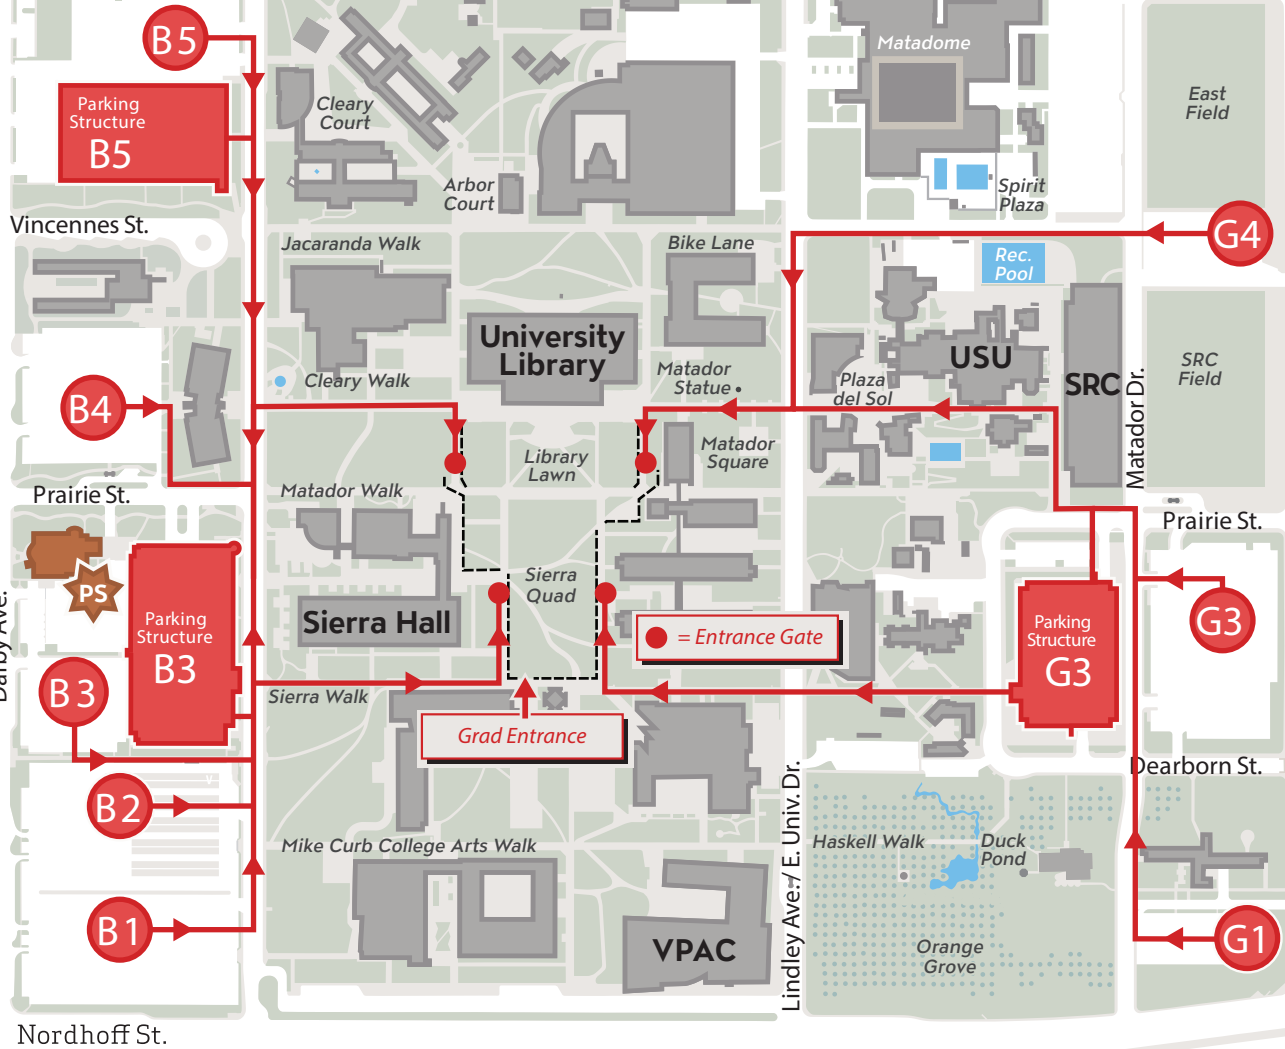 B5
Parking
Structure
B5
Cleary
Court
Arbor
Court
Matadome
East
Field
Spirit
Plaza
Vincennes St.
Jacaranda Walk
Bike Lane
G4
Rec.
Pool
University
Library
USU
SRC
SRC
Field
Matador
Statue
Plaza
del Sol
Cleary Walk
B4
Matador Dr.
Library
Lawn
Matador
Square
Prairie St.
Matador Walk
Prairie St.
PS
Sierra
Quad
Parking
Structure
B3
Sierra Hall
= Entrance Gate
Parking
Structure
G3
G3
B3
Sierra Walk
Grad Entrance
Darby Ave.
Dearborn St.
B2
Lindley Ave./ E. Univ. Dr.
Mike Curb College Arts Walk
Haskell Walk
Duck
Pond
B1
VPAC
Orange
Grove
G1
Nordhoff St.